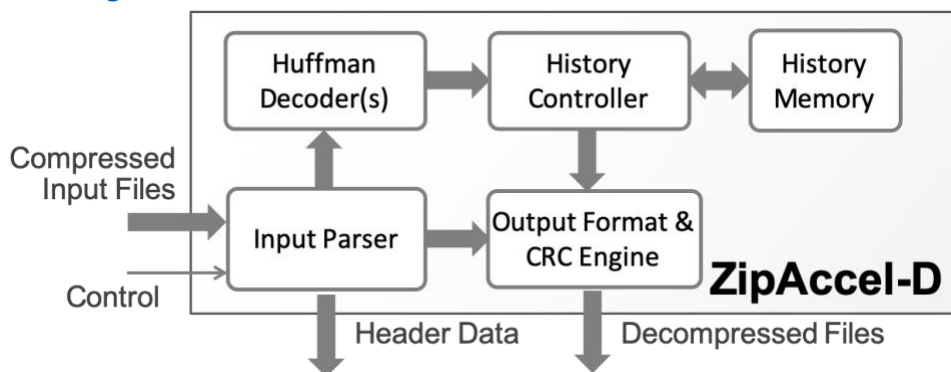 Huffman
Decoder(s)
History
Controller
History
Memory
Compressed
Input Files
Input Parser
Output Format &
CRC Engine
ZipAccel-D
Control
Header Data
Decompressed Files